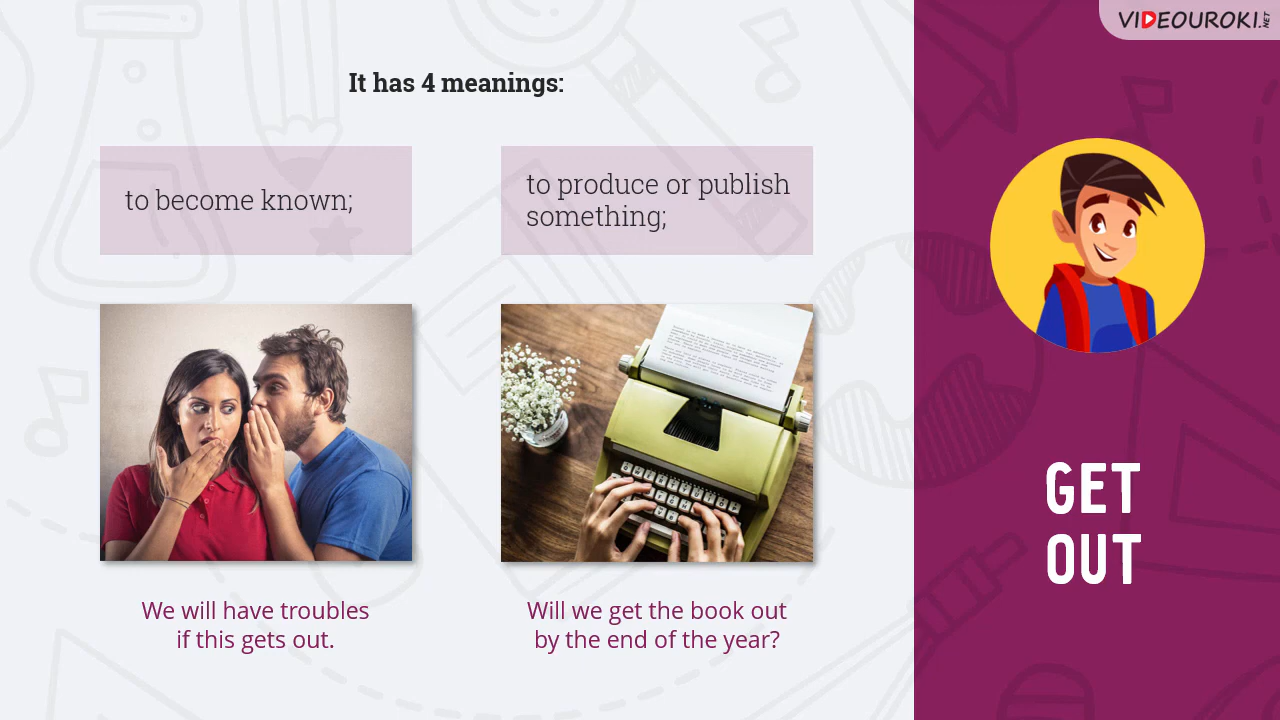 VIDEOUROKI.NET
It has 4 meanings:
to become known;
to produce or publish
something;
We will have troubles
if this gets out.
Will we get the book out
by the end of the year?
GET
OUT